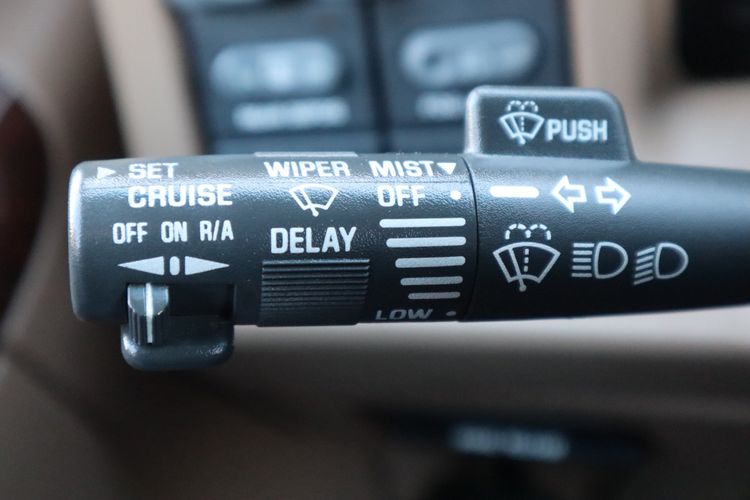 SET
CRUISE
OFF ON R/A
WIPER
DELAY
MIST
OFF
LOW
PUSH